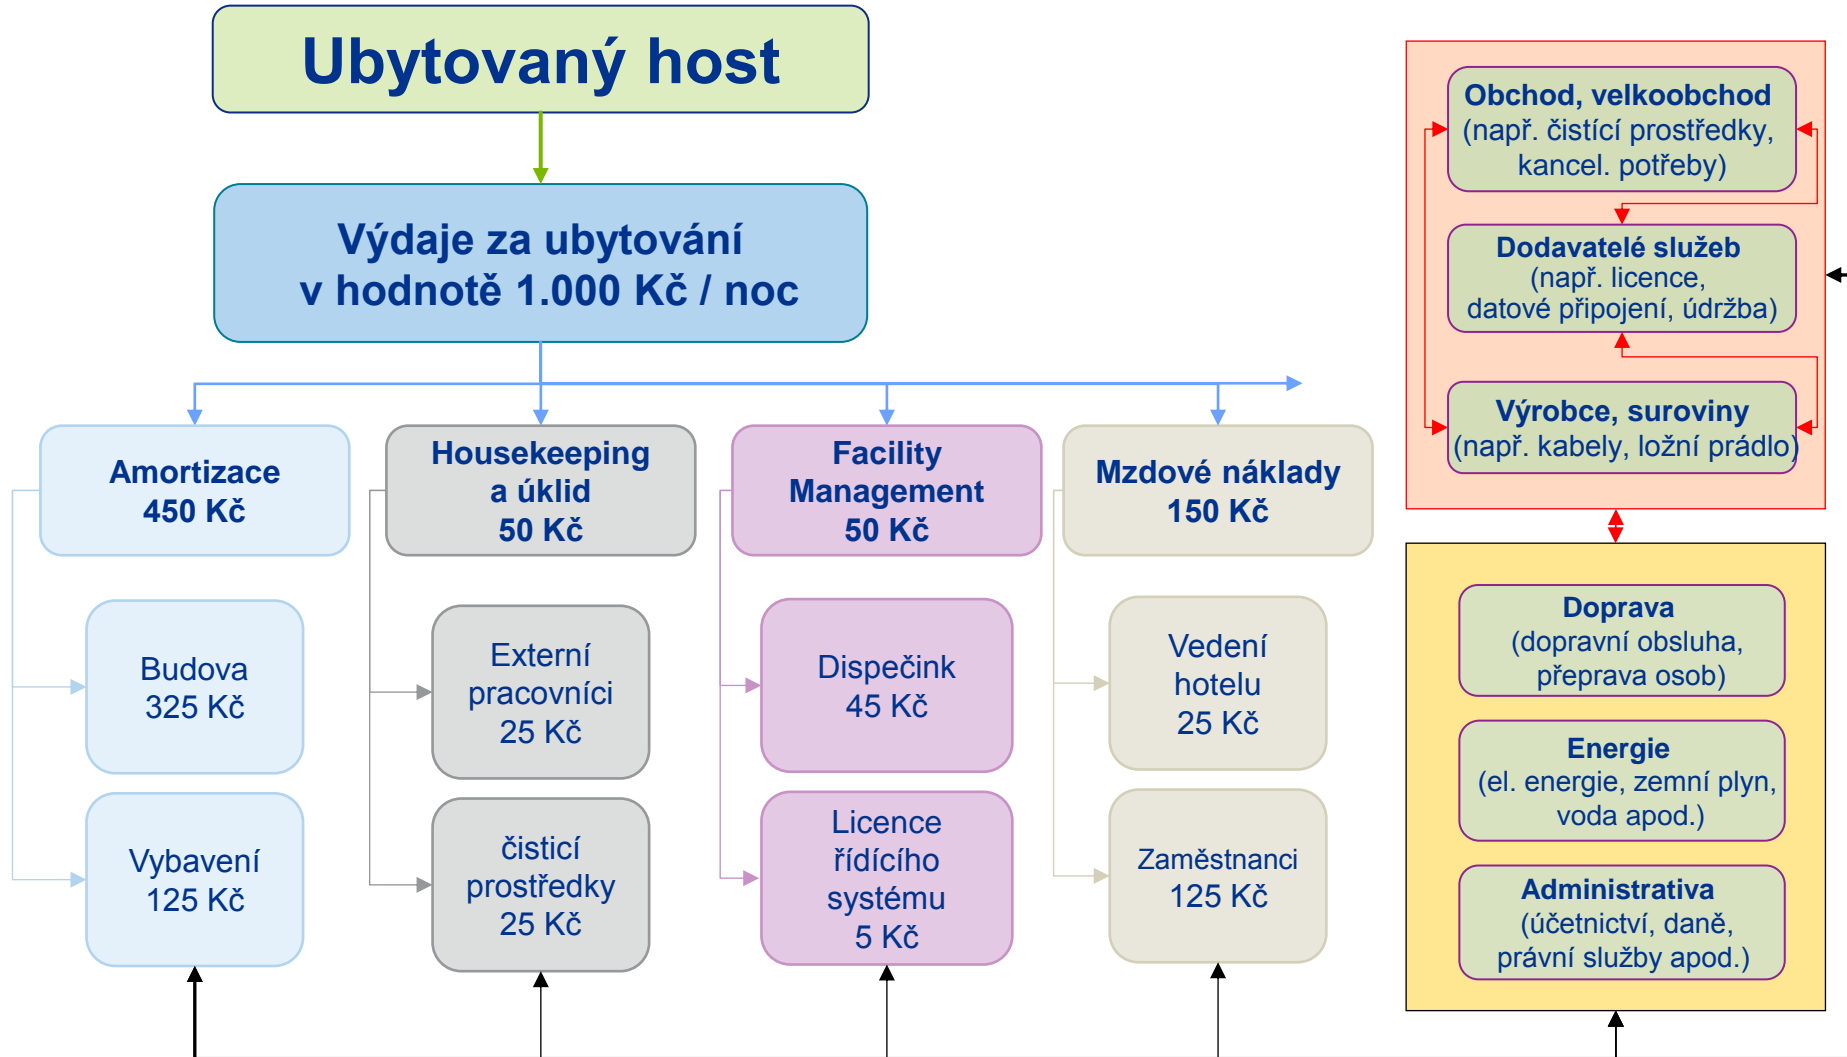 Ubytovaný host
Výdaje za ubytování
v hodnotě 1.000 Kč / noc
Amortizace
450 Kč
Budova
325 Kč
Vybavení
125 Kč
Housekeeping
a úklid
50 Kč
Externí
pracovníci
25 Kč
čisticí
prostředky
25 Kč
Facility
Management
50 Kč
Dispečink
45 Kč
Licence
řídícího
systému
5 Kč
Mzdové náklady
150 Kč
Vedení
hotelu
25 Kč
Zaměstnanci
125 Kč
Obchod, velkoobchod
(např. čistící prostředky,
kancel. potřeby)
Dodavatelé služeb
(např. licence,
datové připojení, údržba)
Výrobce, suroviny
(např. kabely, ložní prádlo)
Doprava
(dopravní obsluha,
přeprava osob)
Energie
(el. energie, zemní plyn,
voda apod.)
Administrativa
(účetnictví, daně,
právní služby apod.)